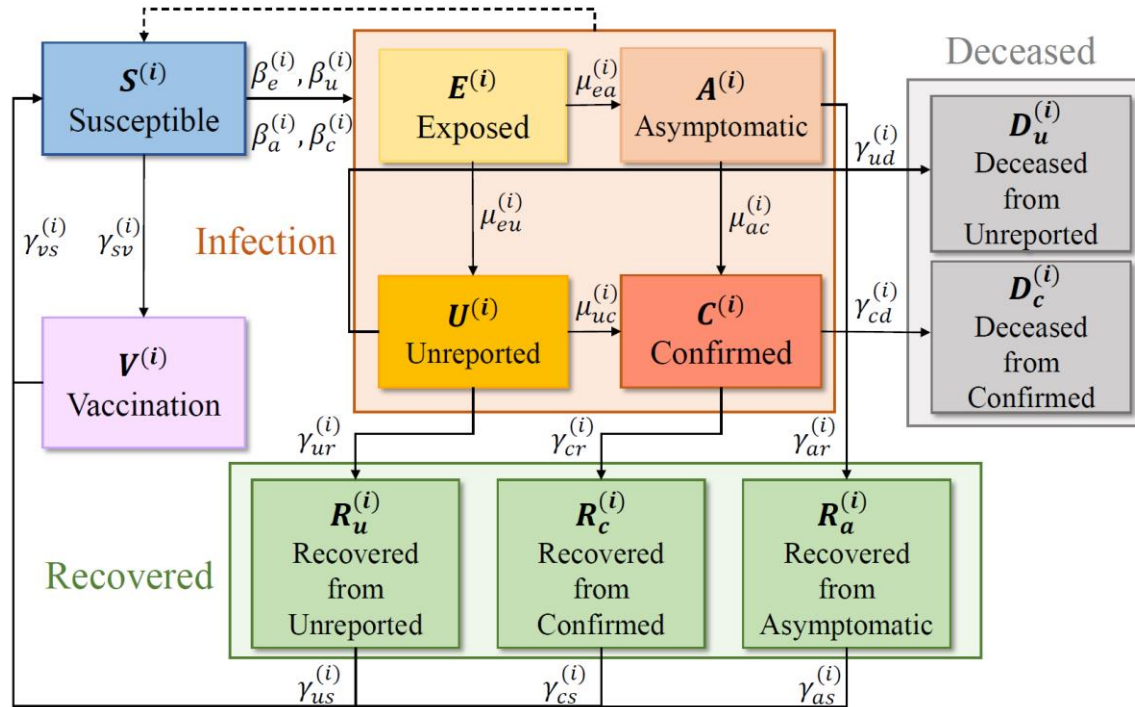 S^(i)
Susceptible
β_e^(i), β_u^(i)
β_a^(i), β_c^(i)
E^(i)
Exposed
μ_ea^(i)
A^(i)
Asymptomatic
Deceased
D_u^(i)
Deceased
from
Unreported
γ_ud^(i)
γ_vs^(i)
γ_sv^(i)
Infection
μ_eu^(i)
μ_ac^(i)
V^(i)
Vaccination
U^(i)
Unreported
μ_uc^(i)
C^(i)
Confirmed
γ_cd^(i)
D_c^(i)
Deceased
from
Confirmed
γ_ur^(i)
γ_cr^(i)
γ_ar^(i)
Recovered
R_u^(i)
Recovered
from
Unreported
R_c^(i)
Recovered
from
Confirmed
R_a^(i)
Recovered
from
Asymptomatic
γ_us^(i)
γ_cs^(i)
γ_as^(i)